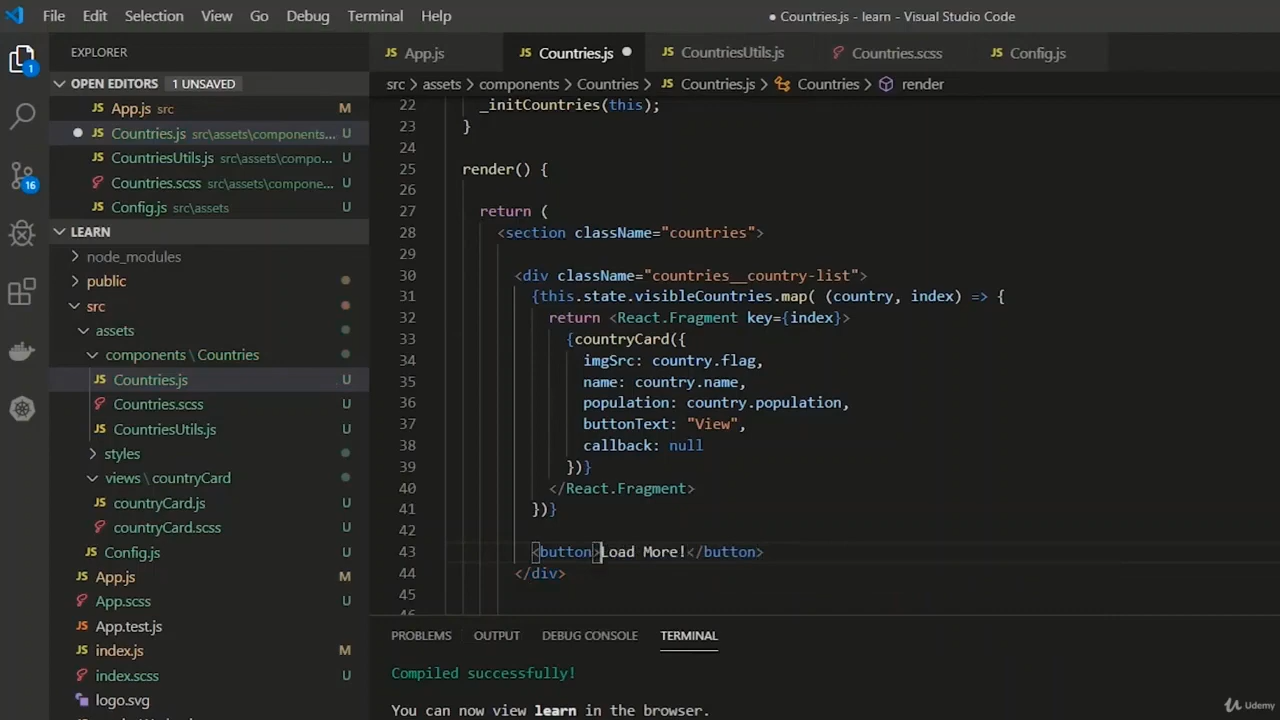 File Edit Selection View Go Debug Terminal Help ● Countries.js - learn - Visual Studio Code
EXPLORER
OPEN EDITORS 1 UNSAVED
App.js src M
Countries.js src\assets\components... U
CountriesUtils.js src\assets\compo... U
Countries.scss src\assets\compone... U
Config.js src\assets U
LEARN
node_modules
public
src
assets
components \ Countries
Countries.js U
Countries.scss U
CountriesUtils.js U
styles
views \ countryCard
countryCard.js U
countryCard.scss U
Config.js U
App.js M
App.scss U
App.test.js
index.js M
index.scss U
logo.svg
1
16
App.js Countries.js CountriesUtils.js Countries.scss Config.js
src > assets > components > Countries > Countries.js > Countries > render
22 _initCountries(this);
23 }
24
25 render() {
26
27 return (
28 <section className="countries">
29
30 <div className="countries__country-list">
31 {this.state.visibleCountries.map( (country, index) => {
32 return <React.Fragment key={index}>
33 {countryCard({
34 imgSrc: country.flag,
35 name: country.name,
36 population: country.population,
37 buttonText: "View",
38 callback: null
39 })}
40 </React.Fragment>
41 })}
42
43 <button>Load More!</button>
44 </div>
45
PROBLEMS OUTPUT DEBUG CONSOLE TERMINAL
Compiled successfully!
You can now view learn in the browser.
Udemy